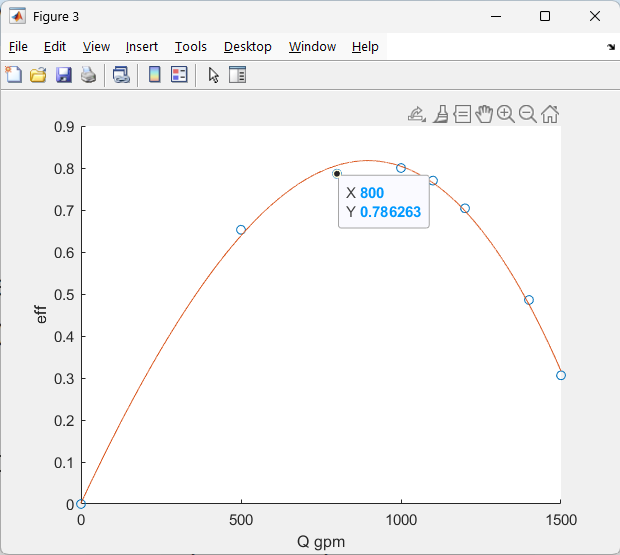 Figure 3
File Edit View Insert Tools Desktop Window Help
0.9
0.8
0.7
0.6
0.5
0.4
0.3
0.2
0.1
0
eff
X 800
Y 0.786263
0 500 1000 1500
Q gpm